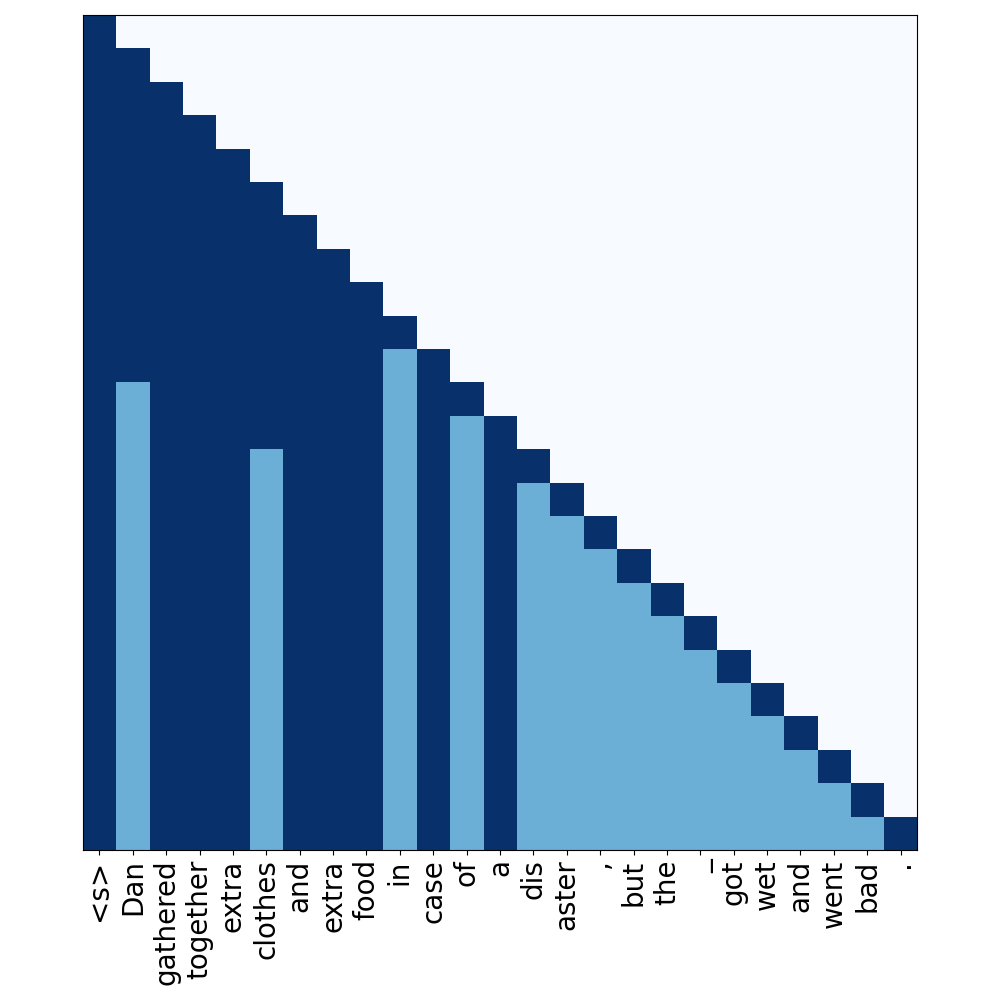 <s>
Dan
gathered
together
extra
clothes
and
extra
food
in
case
of
a
dis
aster
,
but
the
_
got
wet
and
went
bad
.